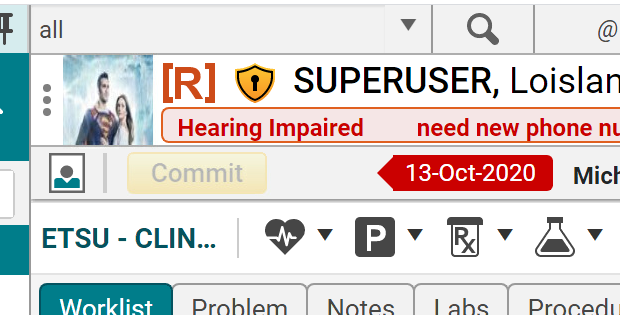 all @
[R] SUPERUSER, Loislan
Hearing Impaired need new phone nu
Commit 13-Oct-2020 Mich
ETSU - CLIN... P Rx
Worklist Problem Notes Labs Procedu